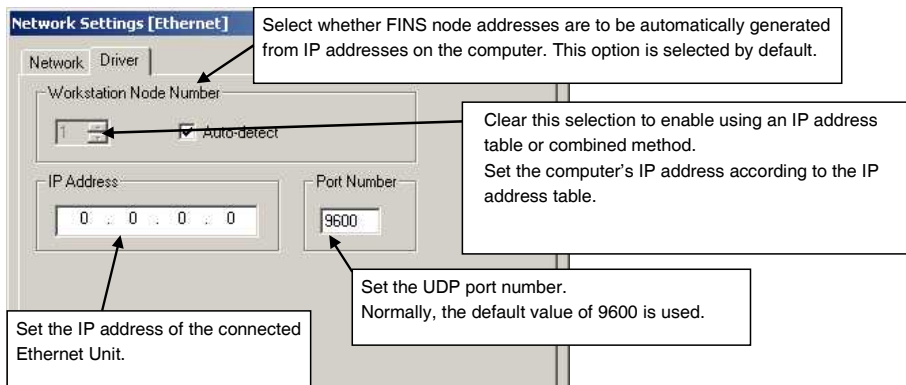 Network Settings [Ethernet]
Select whether FINS node addresses are to be automatically generated
from IP addresses on the computer. This option is selected by default.
Network Driver
Workstation Node Number
1 Auto-detect
Clear this selection to enable using an IP address
table or combined method.
Set the computer's IP address according to the IP
address table.
IP Address
Port Number
0 . 0 . 0 . 0
9600
Set the UDP port number.
Normally, the default value of 9600 is used.
Set the IP address of the connected
Ethernet Unit.